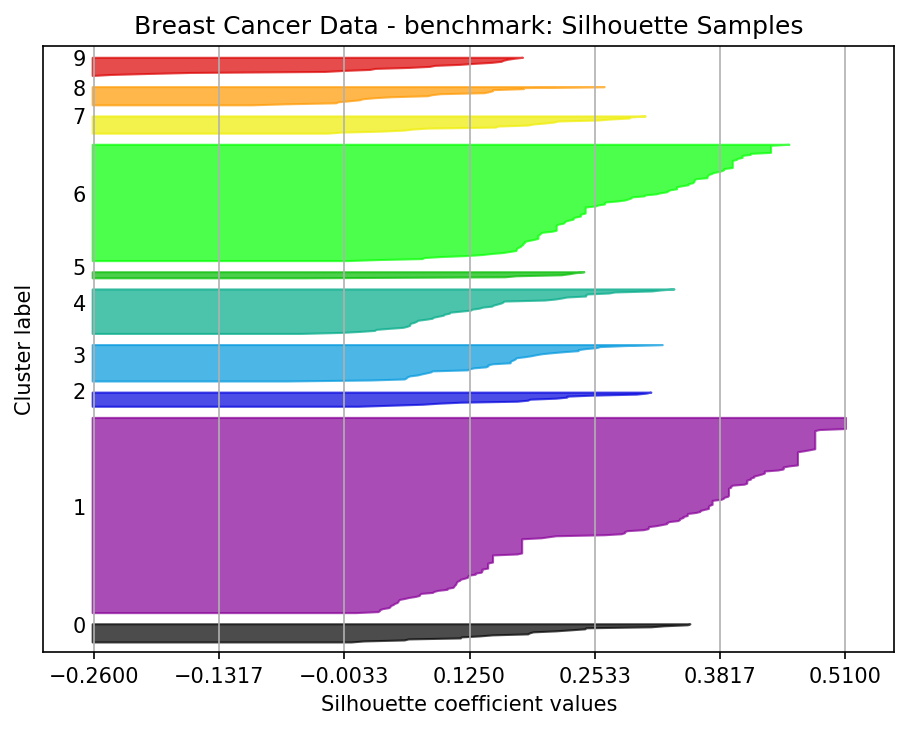 Breast Cancer Data - benchmark: Silhouette Samples
9
8
7
6
5
4
3
2
1
0
Cluster label
−0.2600 −0.1317 −0.0033 0.1250 0.2533 0.3817 0.5100
Silhouette coefficient values